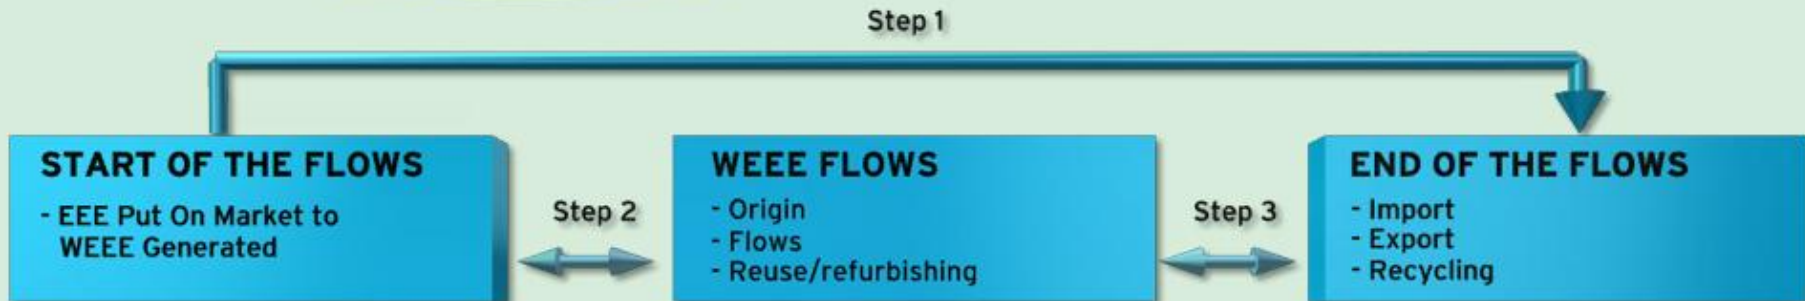 Step 1
START OF THE FLOWS
- EEE Put On Market to
WEEE Generated
Step 2
WEEE FLOWS
- Origin
- Flows
- Reuse/refurbishing
Step 3
END OF THE FLOWS
- Import
- Export
- Recycling